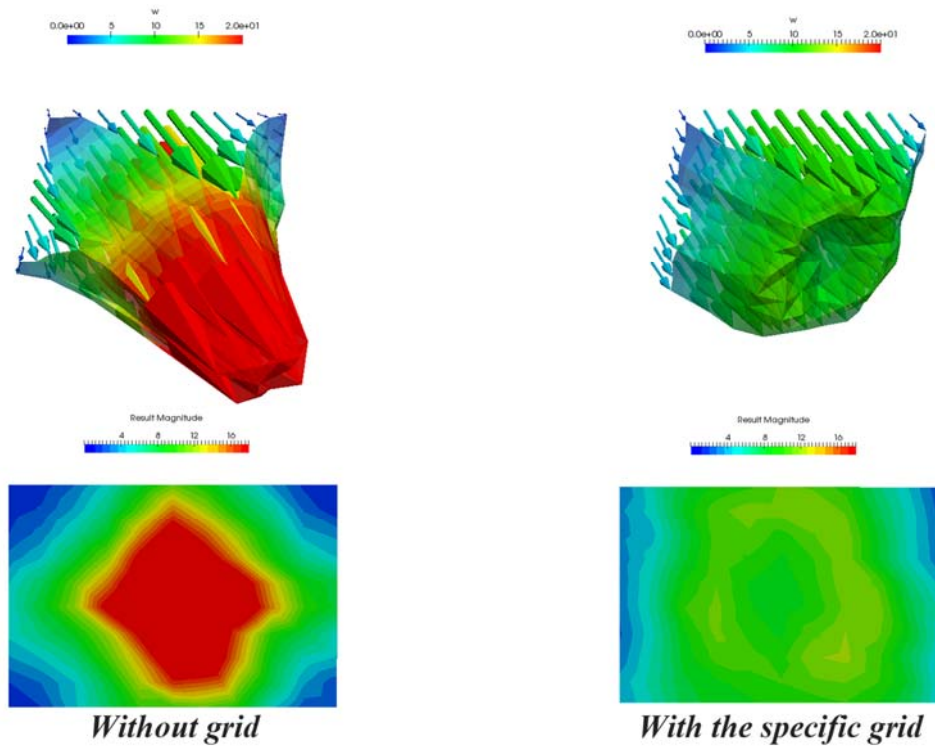 w
0.0e+00 5 10 15 2.0e+01
w
0.0e+00 5 10 15 2.0e+01
Result Magnitude
4 8 12 16
Result Magnitude
4 8 12 16
Without grid
With the specific grid